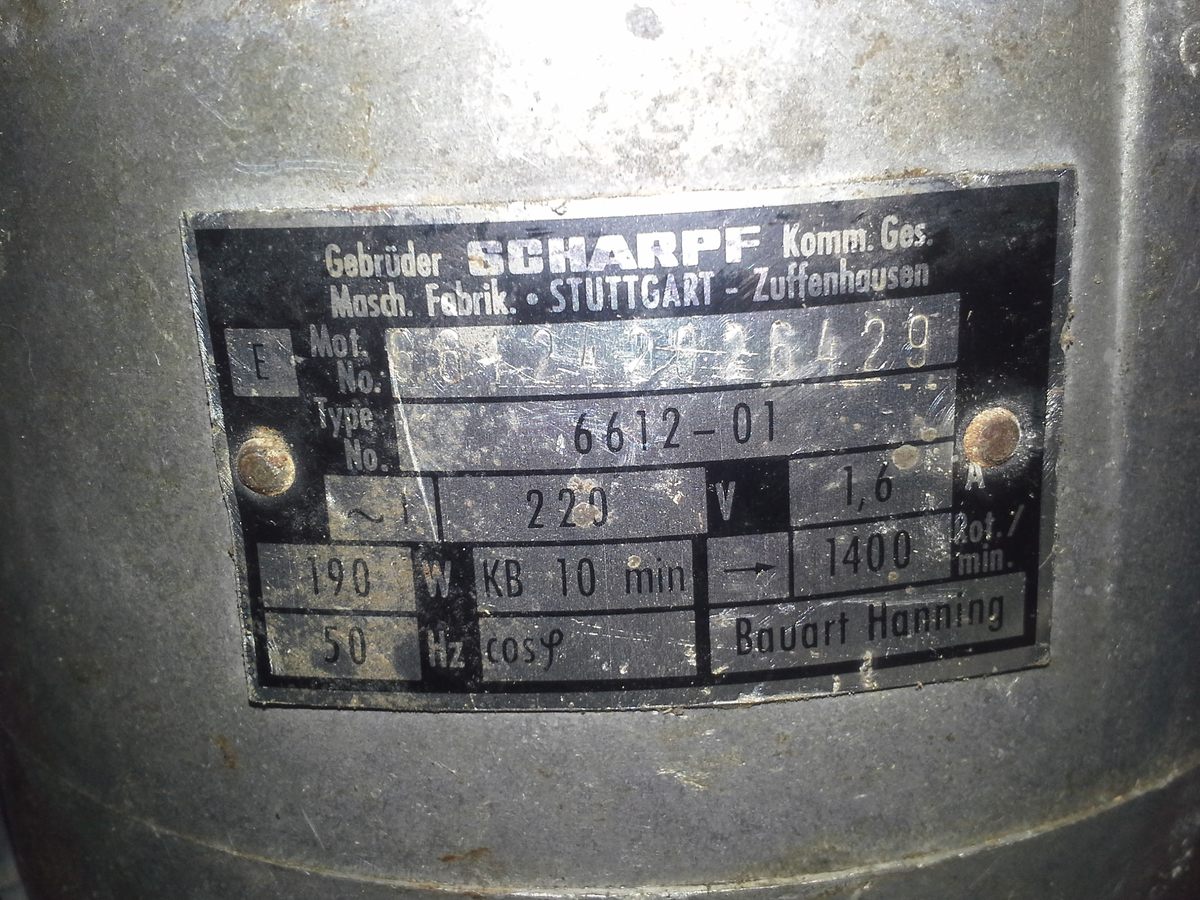 Gebrüder SCHARPF Komm. Ges.
Masch. Fabrik. · STUTTGART - Zuffenhausen
E Mot. No.
Type No. 6612-01
~ 1 220 V 1,6 A
190 W KB 10 min → 1400 Rot./min.
50 Hz cosφ Bauart Hanning